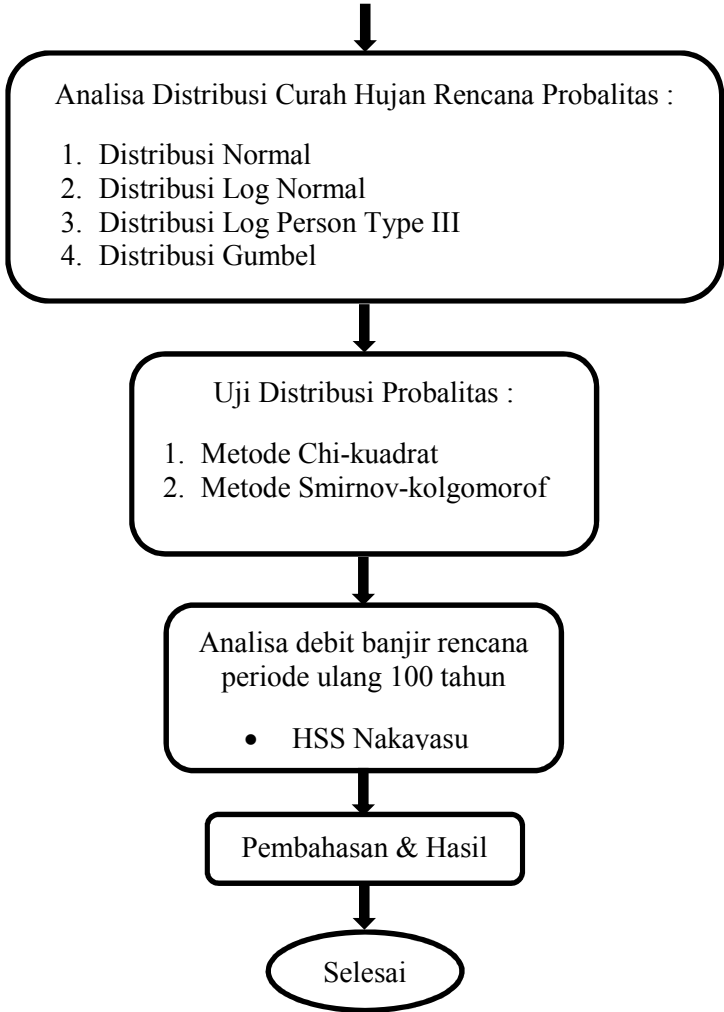 Analisa Distribusi Curah Hujan Rencana Probalitas :
1. Distribusi Normal
2. Distribusi Log Normal
3. Distribusi Log Person Type III
4. Distribusi Gumbel
Uji Distribusi Probalitas :
1. Metode Chi-kuadrat
2. Metode Smirnov-kolgomorof
Analisa debit banjir rencana
periode ulang 100 tahun
• HSS Nakayasu
Pembahasan & Hasil
Selesai